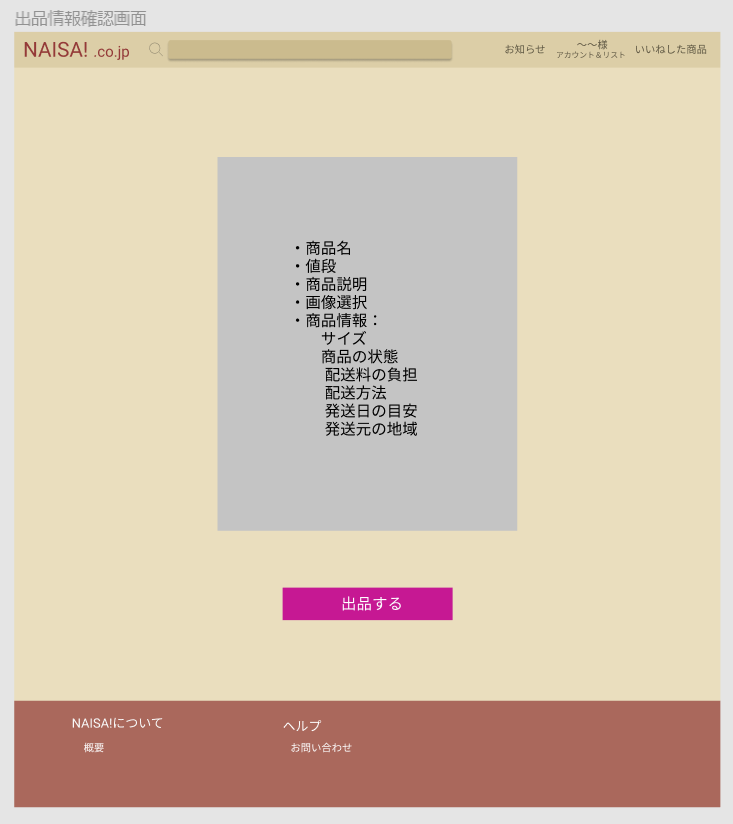 出品情報確認画面
NAISA! .co.jp
お知らせ
〜〜様
アカウント＆リスト
いいねした商品
・商品名
・値段
・商品説明
・画像選択
・商品情報：
サイズ
商品の状態
配送料の負担
配送方法
発送日の目安
発送元の地域
出品する
NAISA!について
ヘルプ
概要
お問い合わせ